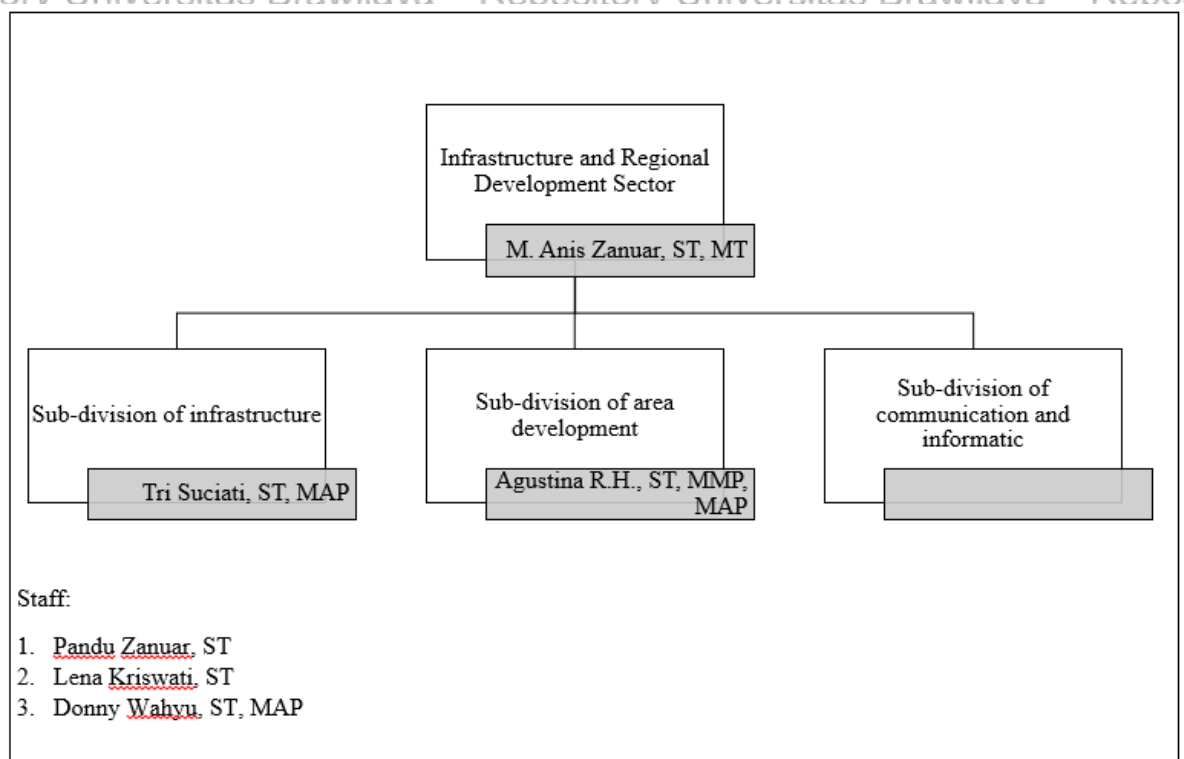 Infrastructure and Regional
Development Sector
M. Anis Zanuar, ST, MT
Sub-division of infrastructure
Tri Suciati, ST, MAP
Sub-division of area
development
Agustina R.H., ST, MMP,
MAP
Sub-division of
communication and
informatic
Staff:
1. Pandu Zanuar, ST
2. Lena Kriswati, ST
3. Donny Wahyu, ST, MAP